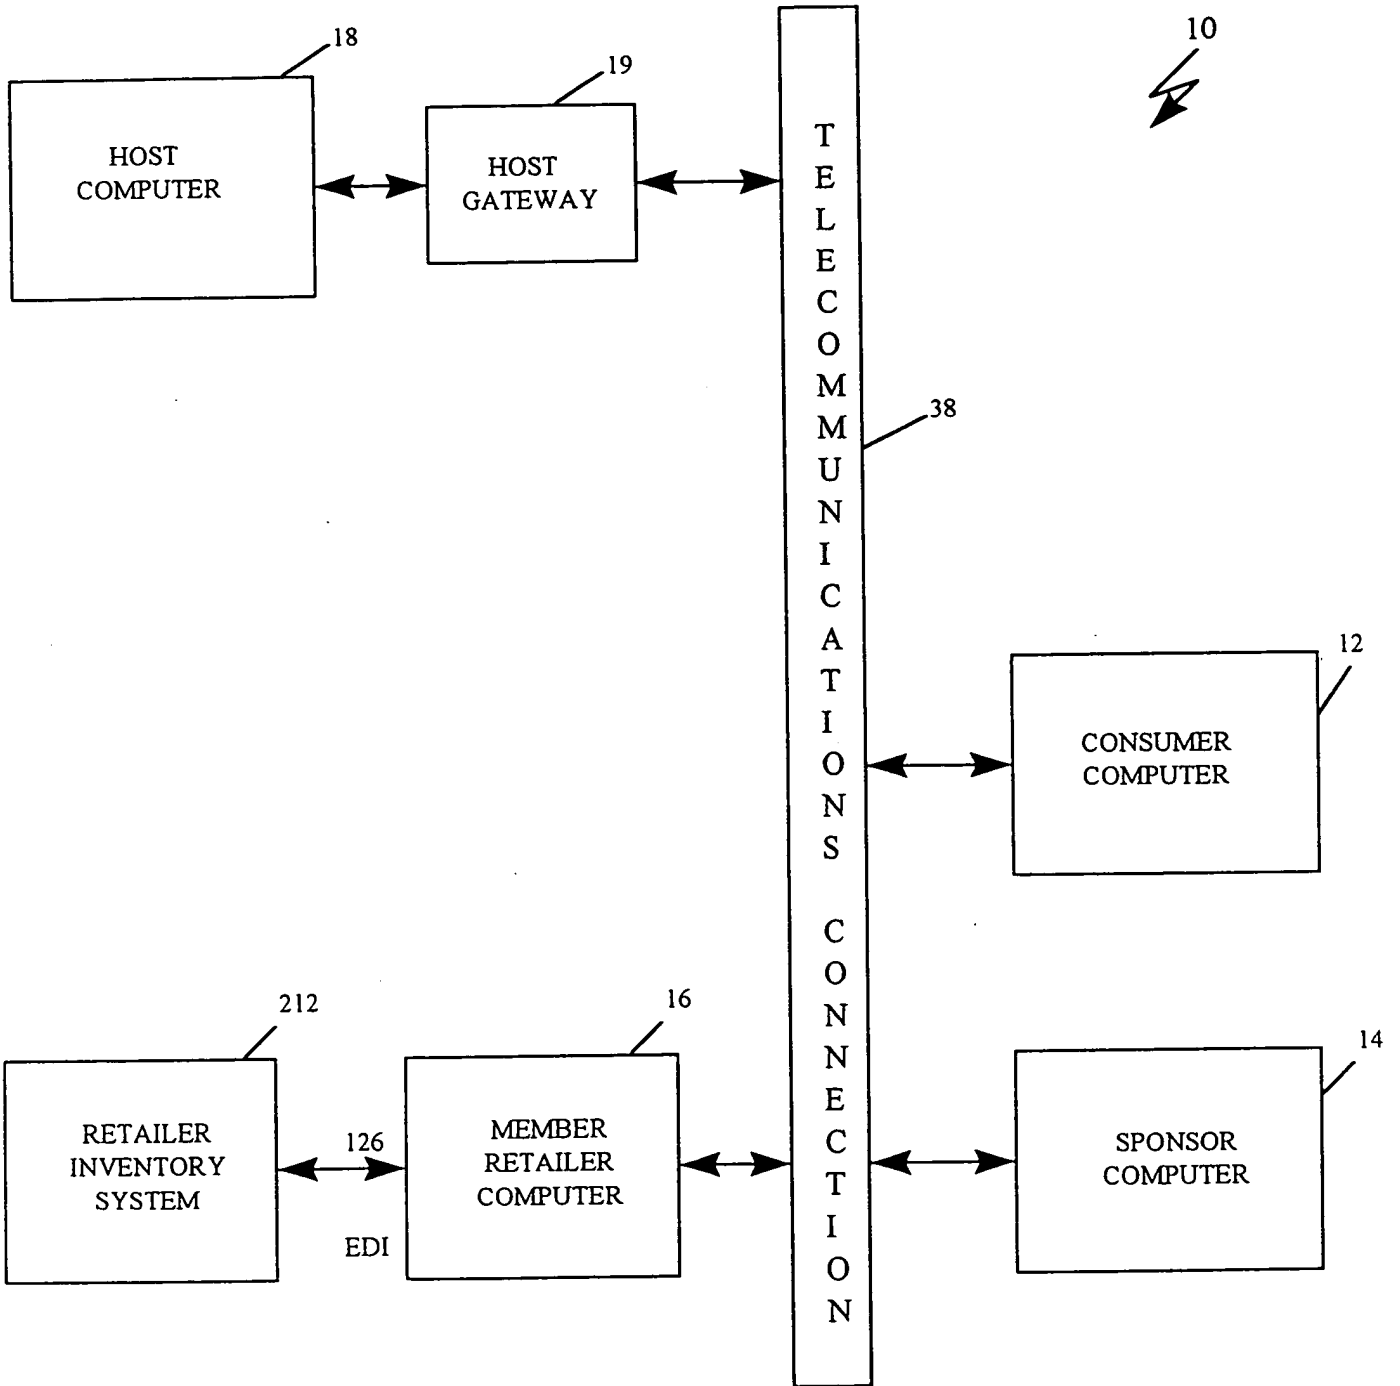 10
18
19
HOST
COMPUTER
HOST
GATEWAY
TELECOMMUNICATIONS CONNECTION
38
12
CONSUMER
COMPUTER
212
16
14
RETAILER
INVENTORY
SYSTEM
126
EDI
MEMBER
RETAILER
COMPUTER
SPONSOR
COMPUTER